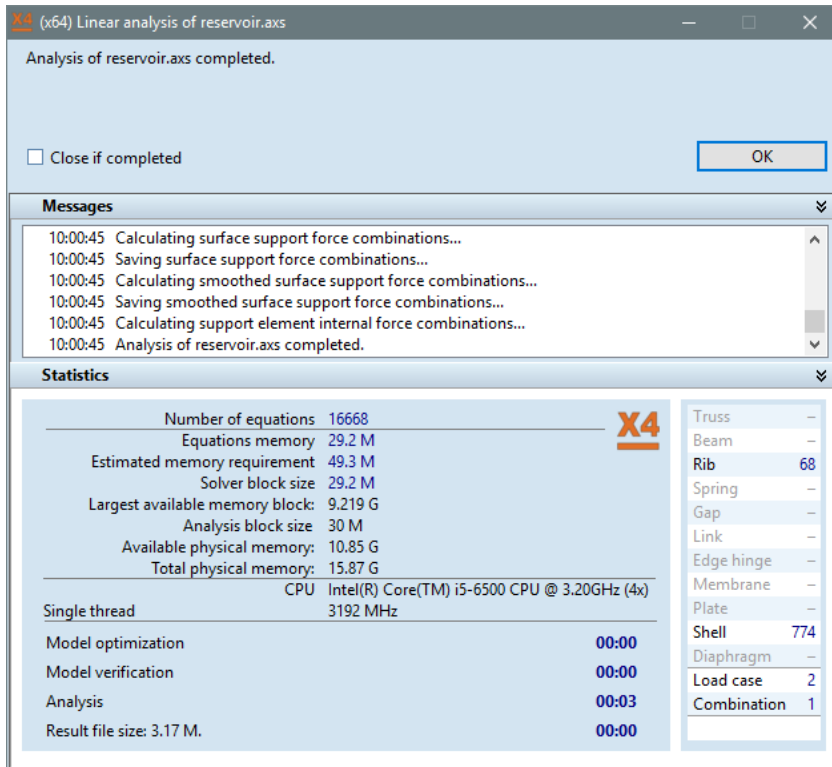 X4 (x64) Linear analysis of reservoir.axs
Analysis of reservoir.axs completed.
Close if completed
OK
Messages
10:00:45 Calculating surface support force combinations...
10:00:45 Saving surface support force combinations...
10:00:45 Calculating smoothed surface support force combinations...
10:00:45 Saving smoothed surface support force combinations...
10:00:45 Calculating support element internal force combinations...
10:00:45 Analysis of reservoir.axs completed.
Statistics
Number of equations 16668
Equations memory 29.2 M
Estimated memory requirement 49.3 M
Solver block size 29.2 M
Largest available memory block: 9.219 G
Analysis block size 30 M
Available physical memory: 10.85 G
Total physical memory: 15.87 G
CPU Intel(R) Core(TM) i5-6500 CPU @ 3.20GHz (4x)
Single thread 3192 MHz
Model optimization 00:00
Model verification 00:00
Analysis 00:03
Result file size: 3.17 M. 00:00
X4
Truss –
Beam –
Rib 68
Spring –
Gap –
Link –
Edge hinge –
Membrane –
Plate –
Shell 774
Diaphragm –
Load case 2
Combination 1